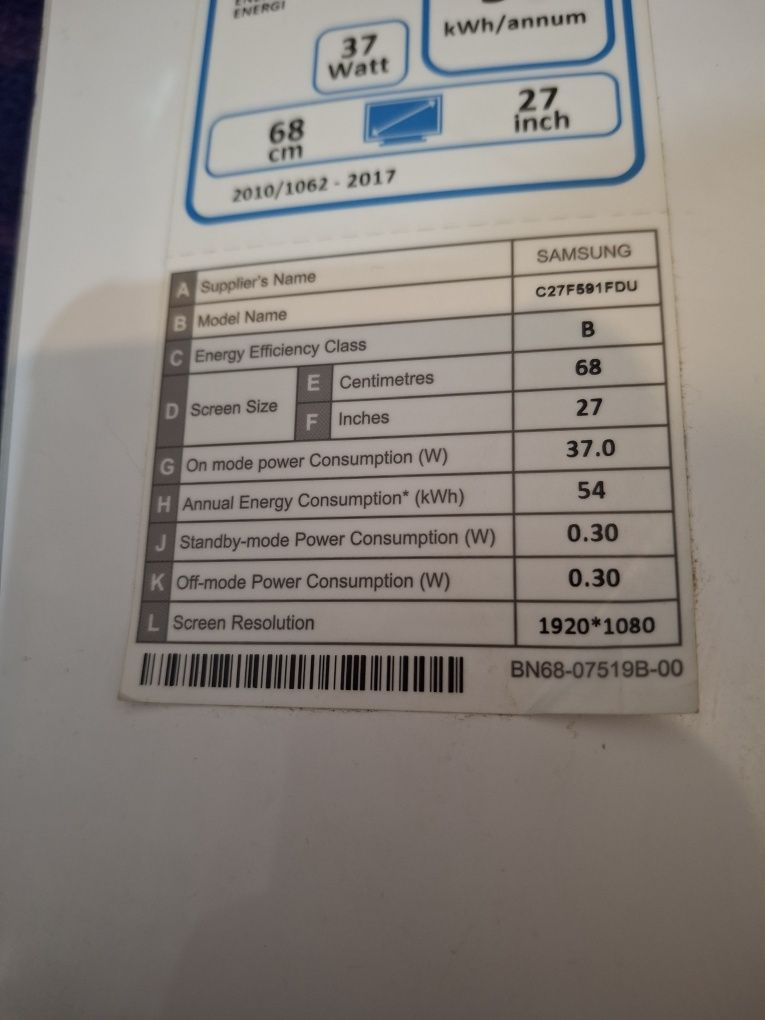 ENERGI
kWh/annum
37
Watt
68
cm
27
inch
2010/1062 - 2017
A Supplier's Name SAMSUNG
B Model Name C27F591FDU
C Energy Efficiency Class B
D Screen Size E Centimetres 68
F Inches 27
G On mode power Consumption (W) 37.0
H Annual Energy Consumption* (kWh) 54
J Standby-mode Power Consumption (W) 0.30
K Off-mode Power Consumption (W) 0.30
L Screen Resolution 1920*1080
BN68-07519B-00